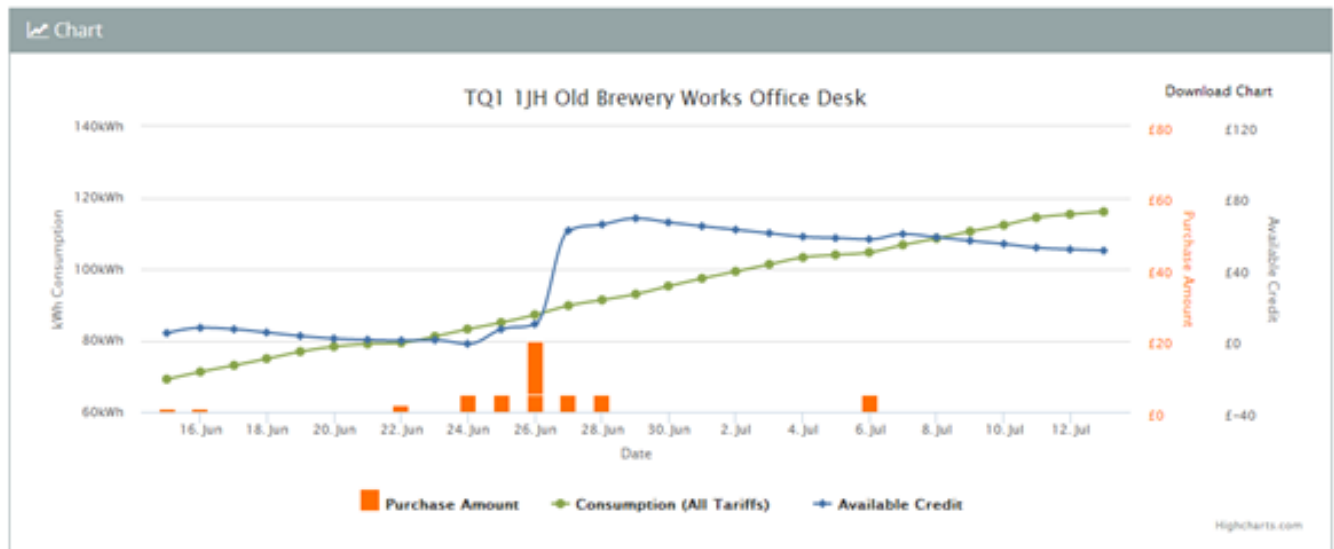 Chart
TQ1 1JH Old Brewery Works Office Desk
Download Chart
140kWh
120kWh
100kWh
80kWh
60kWh
kWh Consumption
£80
£60
£40
£20
£0
Purchase Amount
£120
£80
£40
£0
£-40
Available Credit
16. Jun 18. Jun 20. Jun 22. Jun 24. Jun 26. Jun 28. Jun 30. Jun 2. Jul 4. Jul 6. Jul 8. Jul 10. Jul 12. Jul
Date
Purchase Amount Consumption (All Tariffs) Available Credit
Highcharts.com